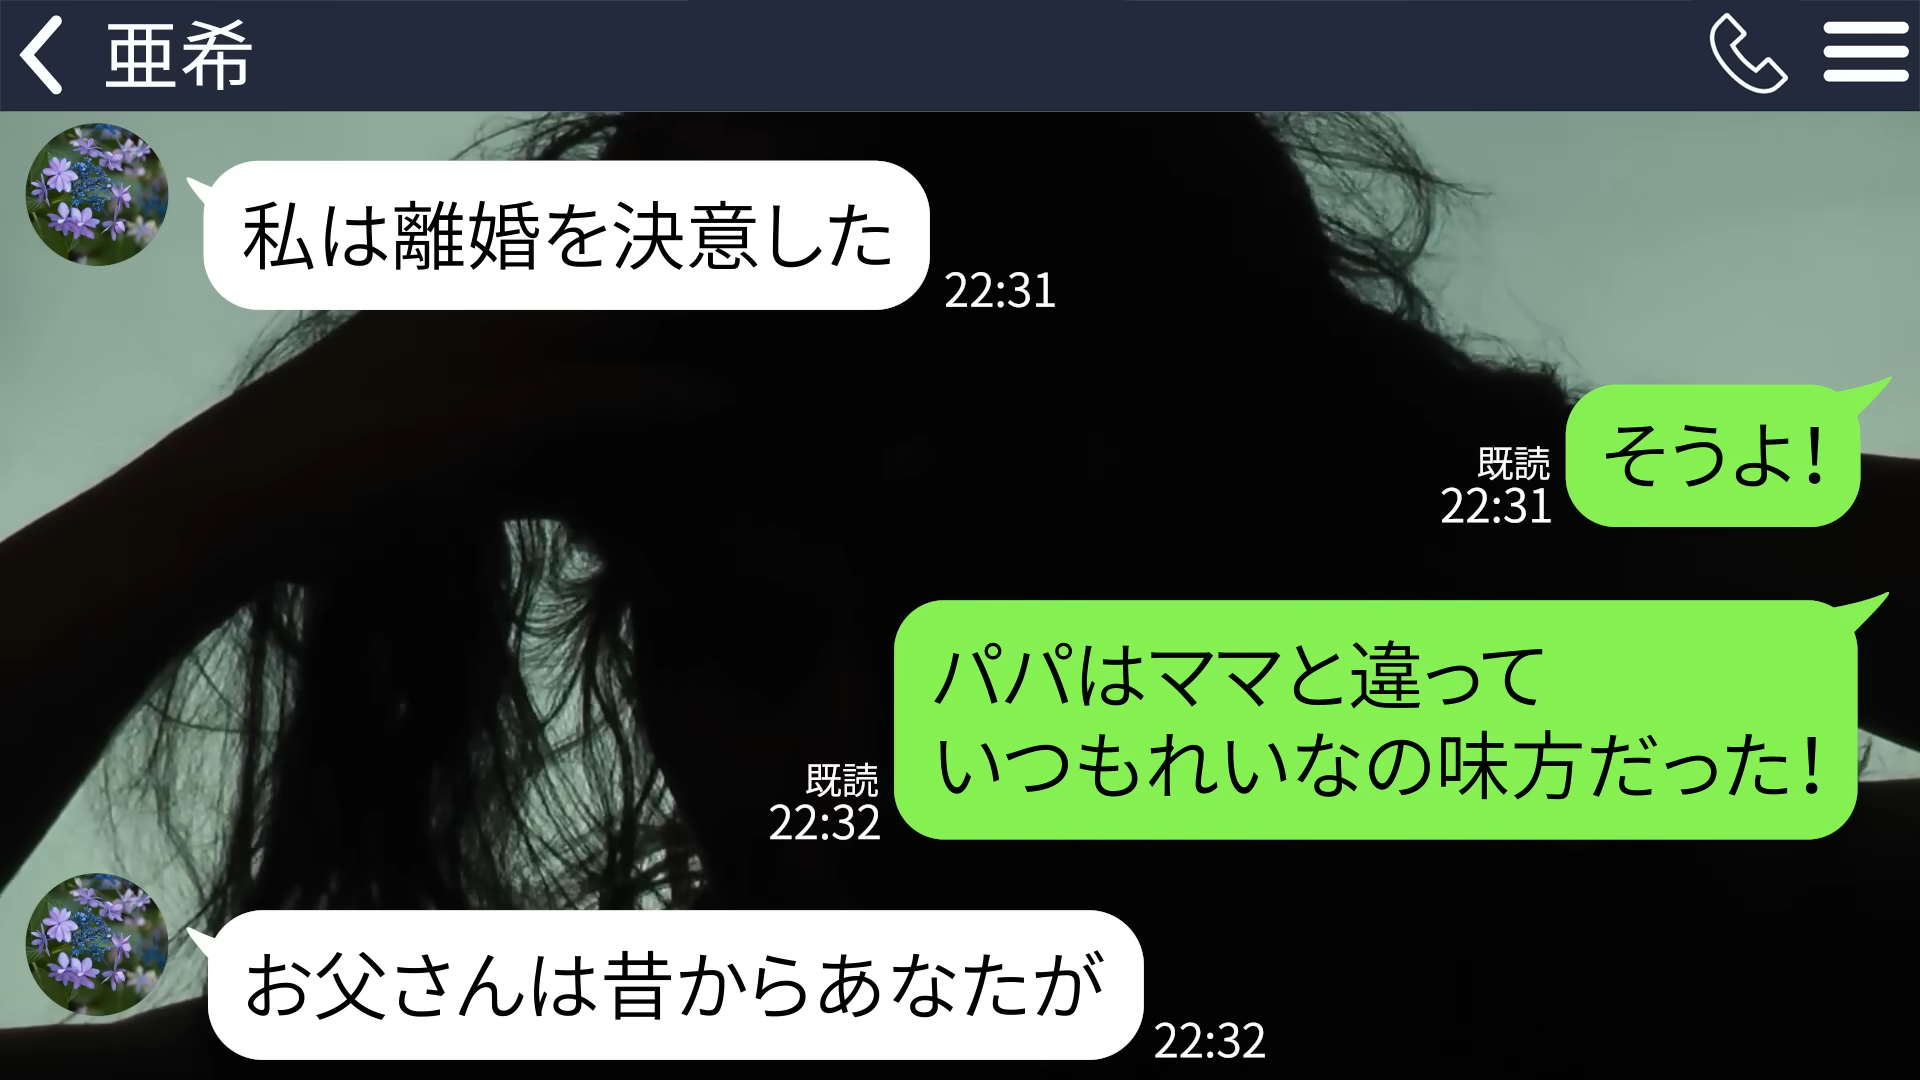 亜希
私は離婚を決意した
22:31
そうよ!
既読
22:31
パパはママと違って
いつもれいなの味方だった!
既読
22:32
お父さんは昔からあなたが
22:32